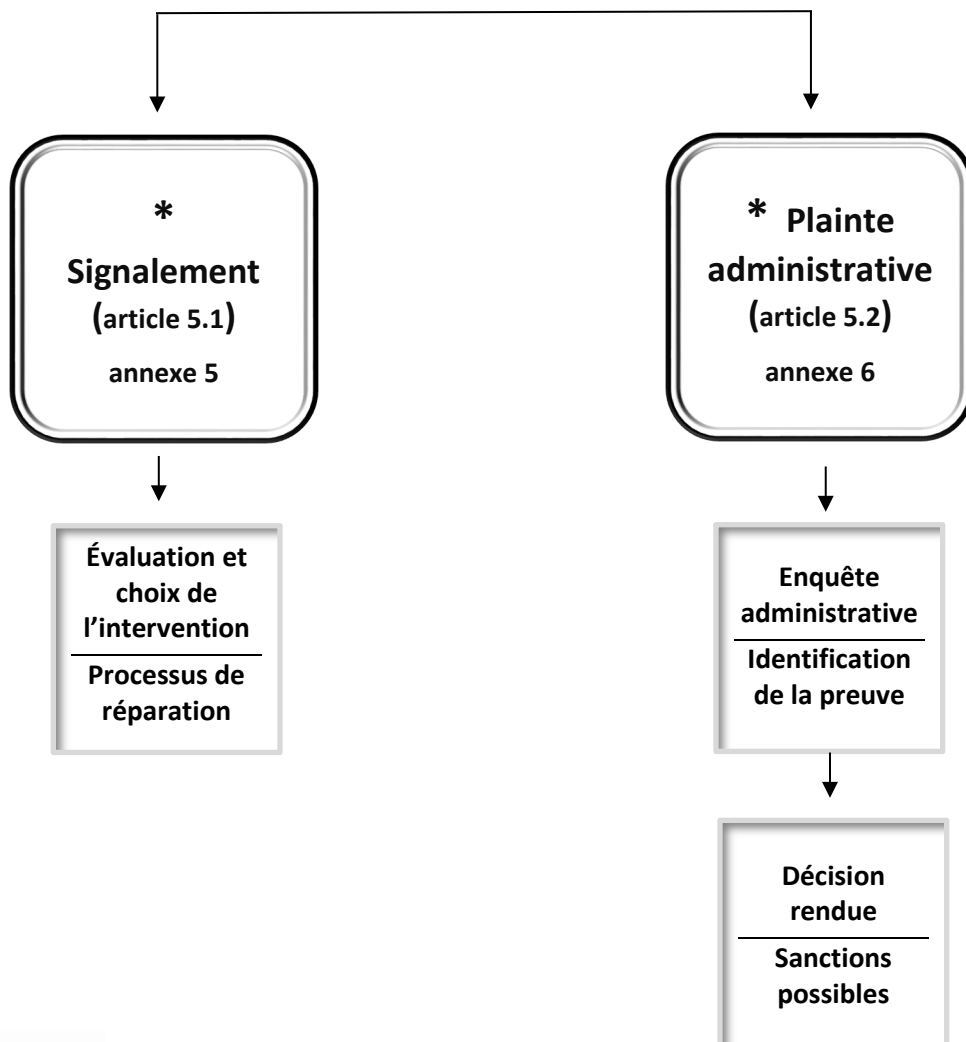 *
Signalement
(article 5.1)
annexe 5
Évaluation et
choix de
l’intervention
Processus de
réparation
* Plainte
administrative
(article 5.2)
annexe 6
Enquête
administrative
Identification
de la preuve
Décision
rendue
Sanctions
possibles